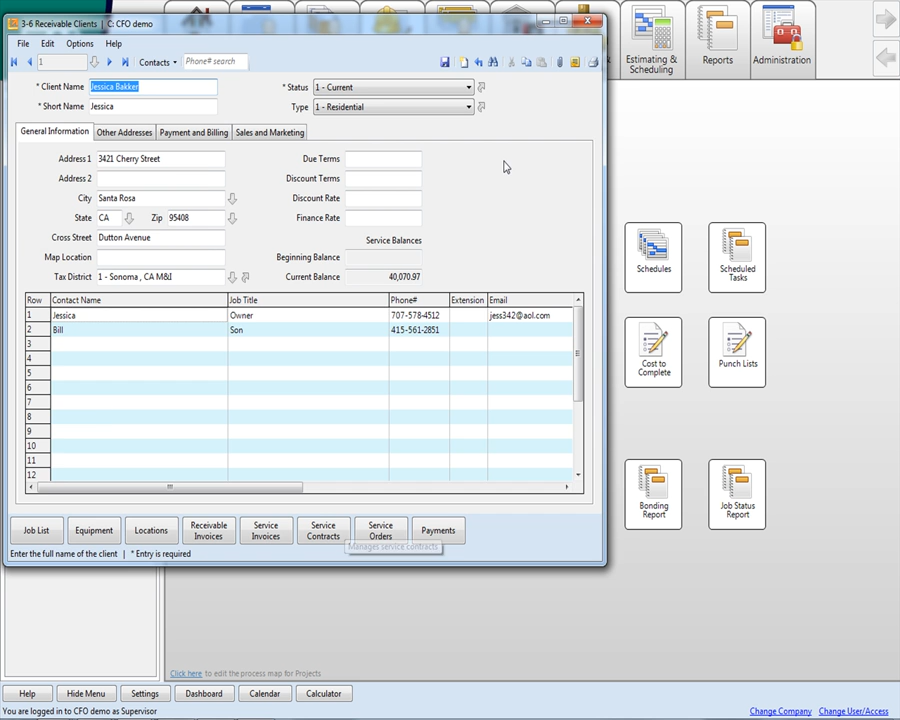 3-6 Receivable Clients | C: CFO demo
File Edit Options Help
1 Contacts Phone# search
* Client Name Jessica Bakker * Status 1 - Current
* Short Name Jessica Type 1 - Residential
General Information Other Addresses Payment and Billing Sales and Marketing
Address 1 3421 Cherry Street Due Terms
Address 2 Discount Terms
City Santa Rosa Discount Rate
State CA Zip 95408 Finance Rate
Cross Street Dutton Avenue Service Balances
Map Location Beginning Balance
Tax District 1 - Sonoma , CA M&I Current Balance 40,070.97
Row Contact Name Job Title Phone# Extension Email
1 Jessica Owner 707-578-4512 jess342@aol.com
2 Bill Son 415-561-2851
3
4
5
6
7
8
9
10
11
12
Job List Equipment Locations Receivable Invoices Service Invoices Service Contracts Service Orders Payments
Manages service contracts
Enter the full name of the client | * Entry is required
Estimating & Scheduling Reports Administration
Schedules Scheduled Tasks
Cost to Complete Punch Lists
Bonding Report Job Status Report
Click here to edit the process map for Projects
Help Hide Menu Settings Dashboard Calendar Calculator
You are logged in to CFO demo as Supervisor Change Company Change User/Access